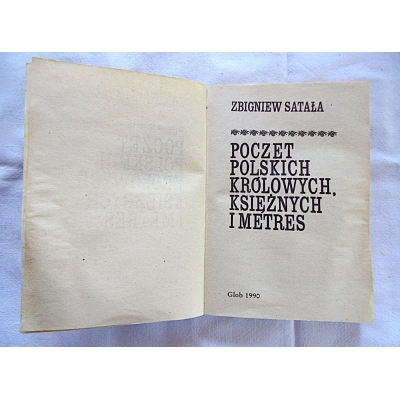 ZBIGNIEW SATAŁA
POCZET
POLSKICH
KRÓLOWYCH,
KSIĘŻNYCH
I METRES
Glob 1990